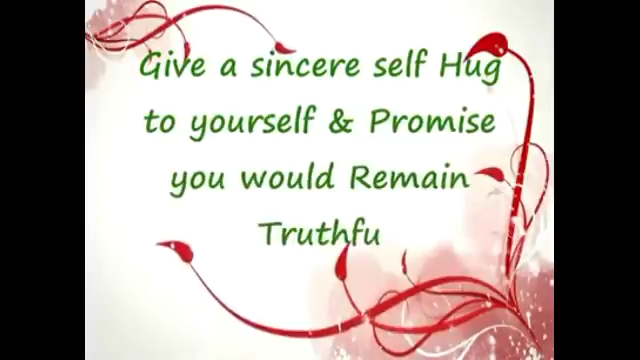 Give a sincere self Hug
to yourself & Promise
you would Remain
Truthfu